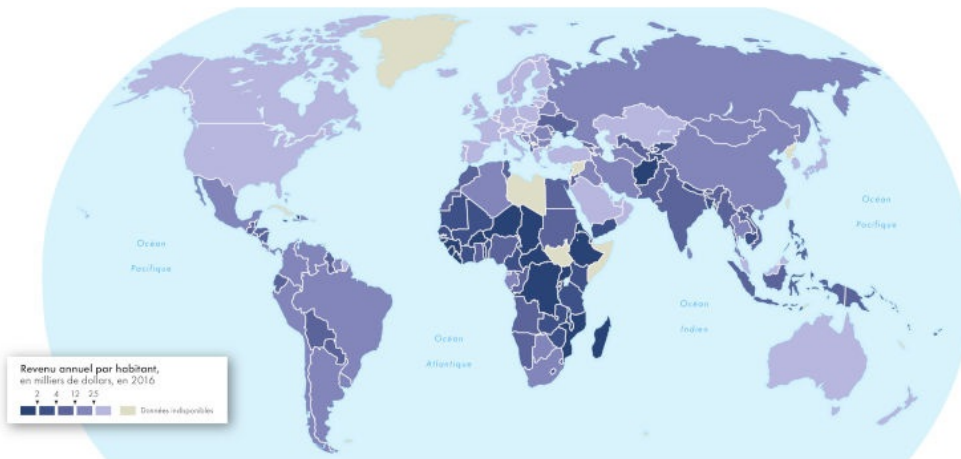 Océan
Pacifique
Océan
Atlantique
Océan
Indien
Océan
Pacifique
Revenu annuel par habitant,
en milliers de dollars, en 2016
2 4 12 25
Données indisponibles